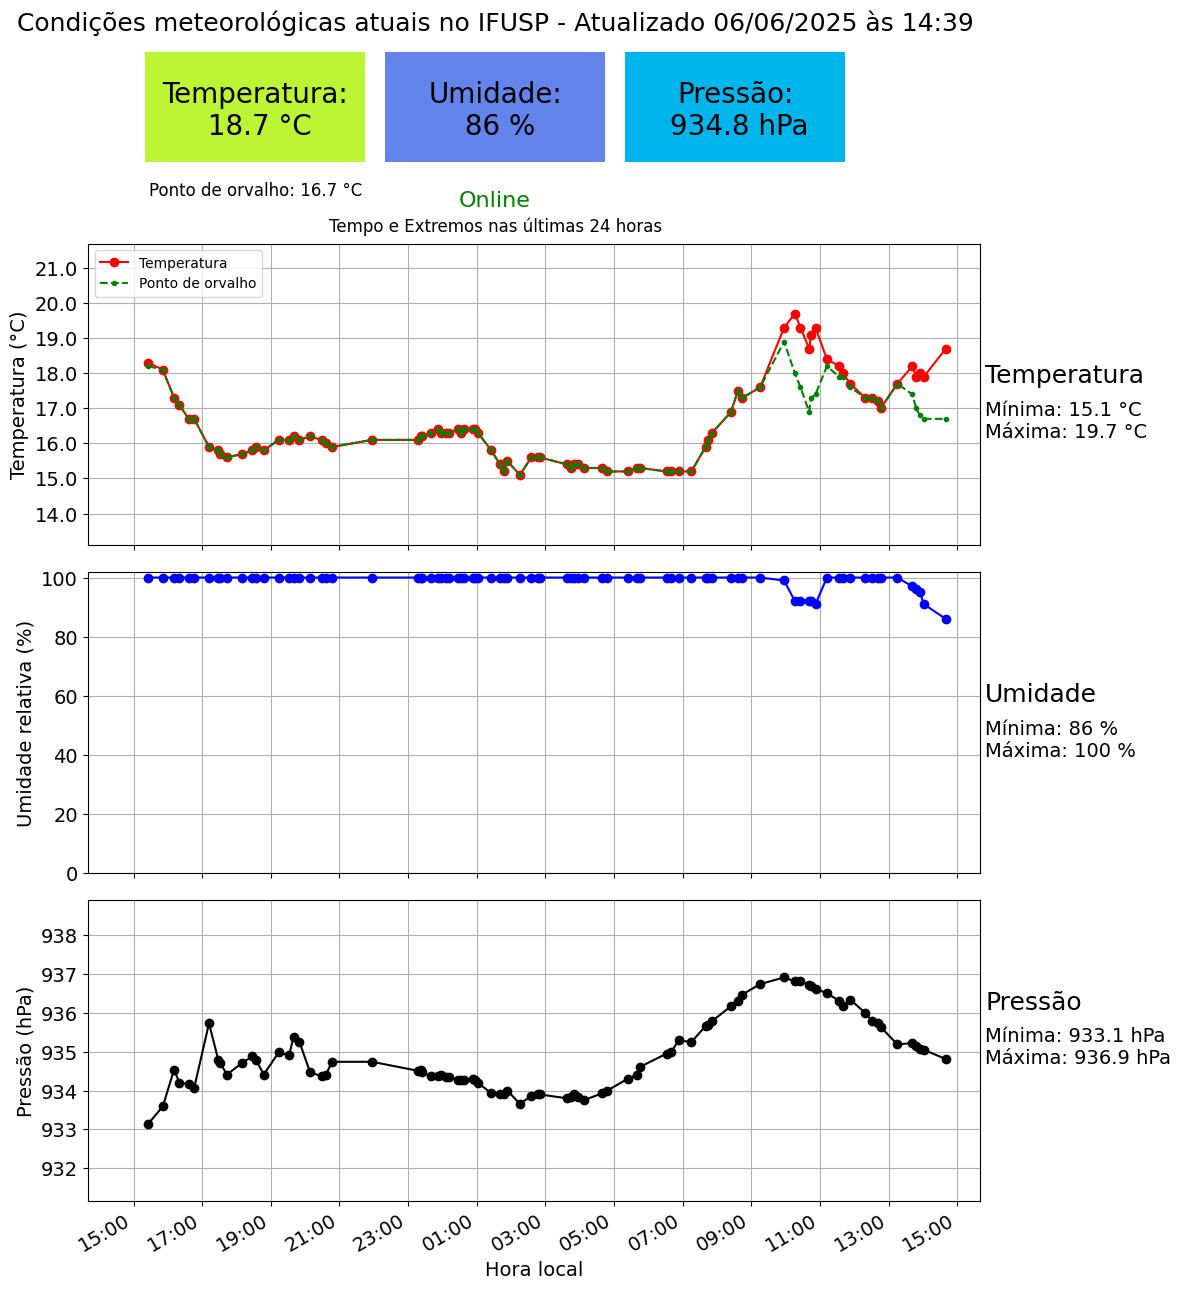 Condições meteorológicas atuais no IFUSP - Atualizado 06/06/2025 às 14:39
Temperatura:
18.7 °C
Umidade:
86 %
Pressão:
934.8 hPa
Ponto de orvalho: 16.7 °C
Online
Tempo e Extremos nas últimas 24 horas
Temperatura
Ponto de orvalho
Temperatura (°C)
21.0
20.0
19.0
18.0
17.0
16.0
15.0
14.0
Temperatura
Mínima: 15.1 °C
Máxima: 19.7 °C
Umidade relativa (%)
100
80
60
40
20
0
Umidade
Mínima: 86 %
Máxima: 100 %
Pressão (hPa)
938
937
936
935
934
933
932
Pressão
Mínima: 933.1 hPa
Máxima: 936.9 hPa
15:00
17:00
19:00
21:00
23:00
01:00
03:00
05:00
07:00
09:00
11:00
13:00
15:00
Hora local